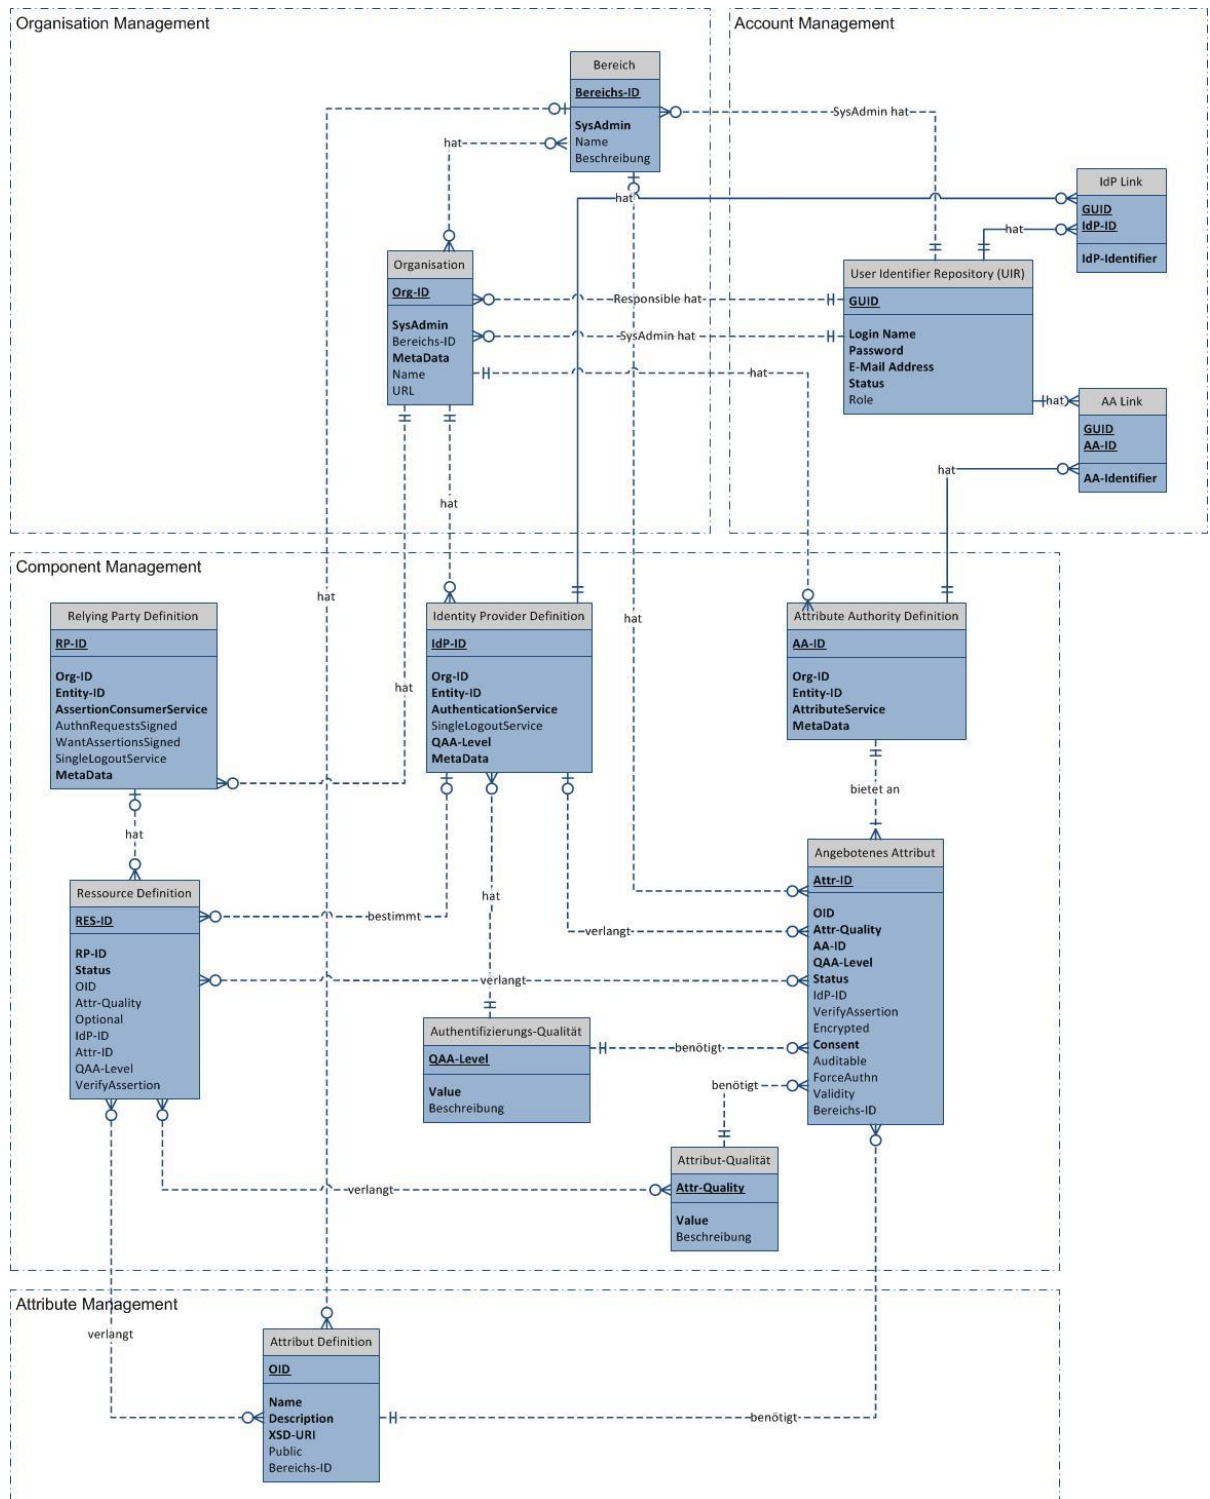 Organisation Management
Account Management
Bereich
Bereichs-ID
SysAdmin
Name
Beschreibung
SysAdmin hat
hat
hat
IdP Link
GUID
IdP-ID
IdP-Identifier
hat
Organisation
Org-ID
SysAdmin
Bereichs-ID
MetaData
Name
URL
Responsible hat
SysAdmin hat
hat
User Identifier Repository (UIR)
GUID
Login Name
Password
E-Mail Address
Status
Role
hat
AA Link
GUID
AA-ID
AA-Identifier
hat
hat
Component Management
hat
hat
hat
Relying Party Definition
RP-ID
Org-ID
Entity-ID
AssertionConsumerService
AuthnRequestsSigned
WantAssertionsSigned
SingleLogoutService
MetaData
Identity Provider Definition
IdP-ID
Org-ID
Entity-ID
AuthenticationService
SingleLogoutService
QAA-Level
MetaData
Attribute Authority Definition
AA-ID
Org-ID
Entity-ID
AttributeService
MetaData
bietet an
hat
hat
Ressource Definition
RES-ID
RP-ID
Status
OID
Attr-Quality
Optional
IdP-ID
Attr-ID
QAA-Level
VerifyAssertion
bestimmt
verlangt
verlangt
Angebotenes Attribut
Attr-ID
OID
Attr-Quality
AA-ID
QAA-Level
Status
IdP-ID
VerifyAssertion
Encrypted
Consent
Auditable
ForceAuthn
Validity
Bereichs-ID
Authentifizierungs-Qualität
QAA-Level
Value
Beschreibung
benötigt
benötigt
Attribut-Qualität
Attr-Quality
Value
Beschreibung
verlangt
Attribute Management
verlangt
Attribut Definition
OID
Name
Description
XSD-URI
Public
Bereichs-ID
benötigt